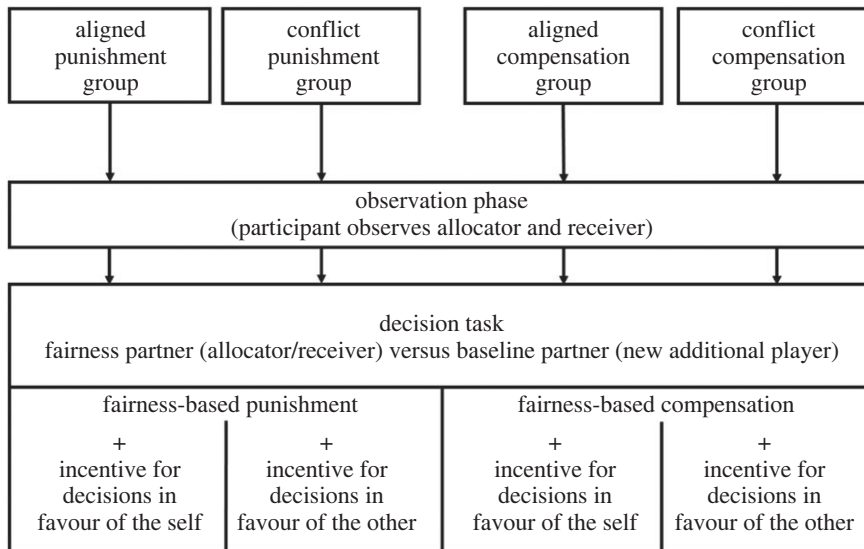 aligned
punishment
group
conflict
punishment
group
aligned
compensation
group
conflict
compensation
group
observation phase
(participant observes allocator and receiver)
decision task
fairness partner (allocator/receiver) versus baseline partner (new additional player)
fairness-based punishment
fairness-based compensation
+
incentive for
decisions in
favour of the self
+
incentive for
decisions in
favour of the other
+
incentive for
decisions in
favour of the self
+
incentive for
decisions in
favour of the other